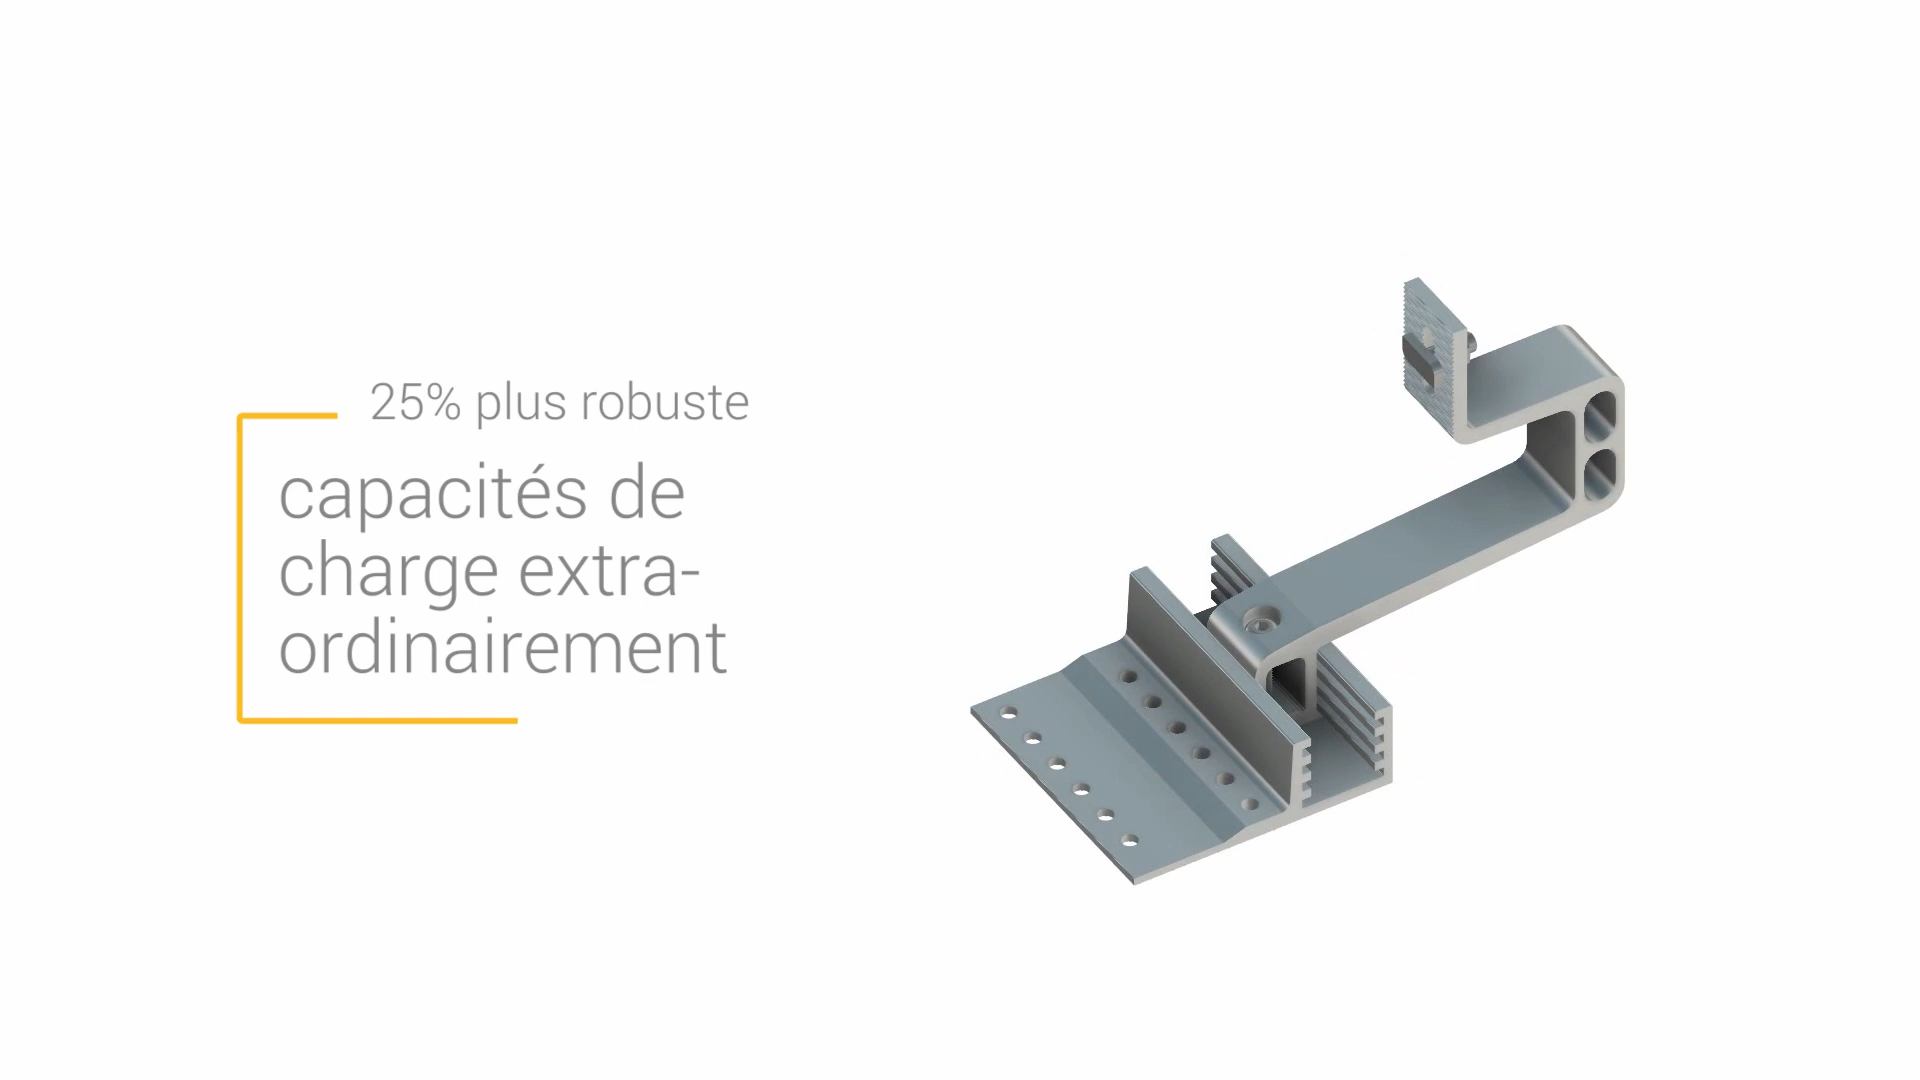 25% plus robuste
capacités de
charge extra-
ordinairement